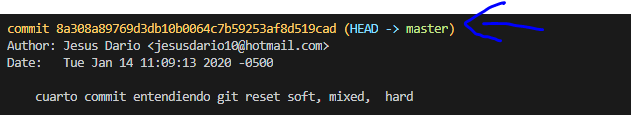 commit 8a308a89769d3db10b0064c7b59253af8d519cad (HEAD -> master)
Author: Jesus Dario <jesusdario10@hotmail.com>
Date:   Tue Jan 14 11:09:13 2020 -0500
cuarto commit entendiendo git reset soft, mixed,  hard